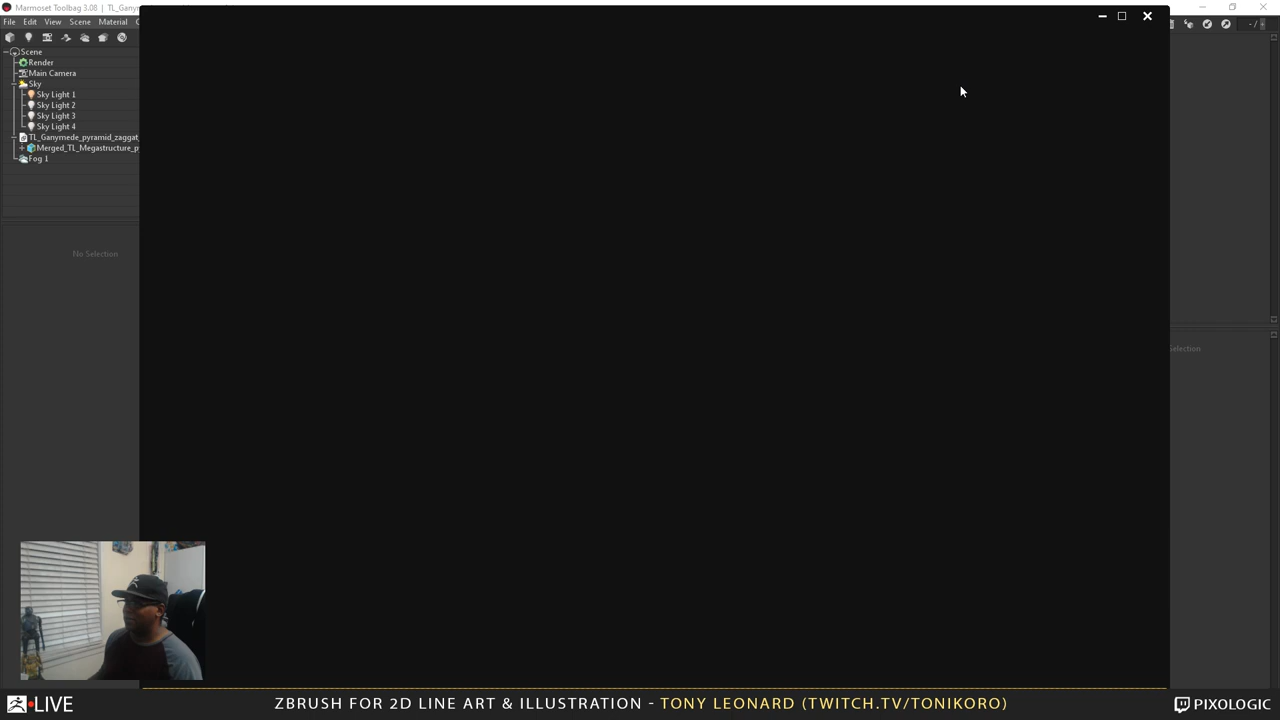 Marmoset Toolbag 3.08 | TL_Gany
File Edit View Scene Material
- /
Scene
Render
Main Camera
Sky
Sky Light 1
Sky Light 2
Sky Light 3
Sky Light 4
TL_Ganymede_pyramid_zaggat
Merged_TL_Megastructure_p
Fog 1
No Selection
Selection
LIVE
ZBRUSH FOR 2D LINE ART & ILLUSTRATION - TONY LEONARD (TWITCH.TV/TONIKORO)
PIXOLOGIC